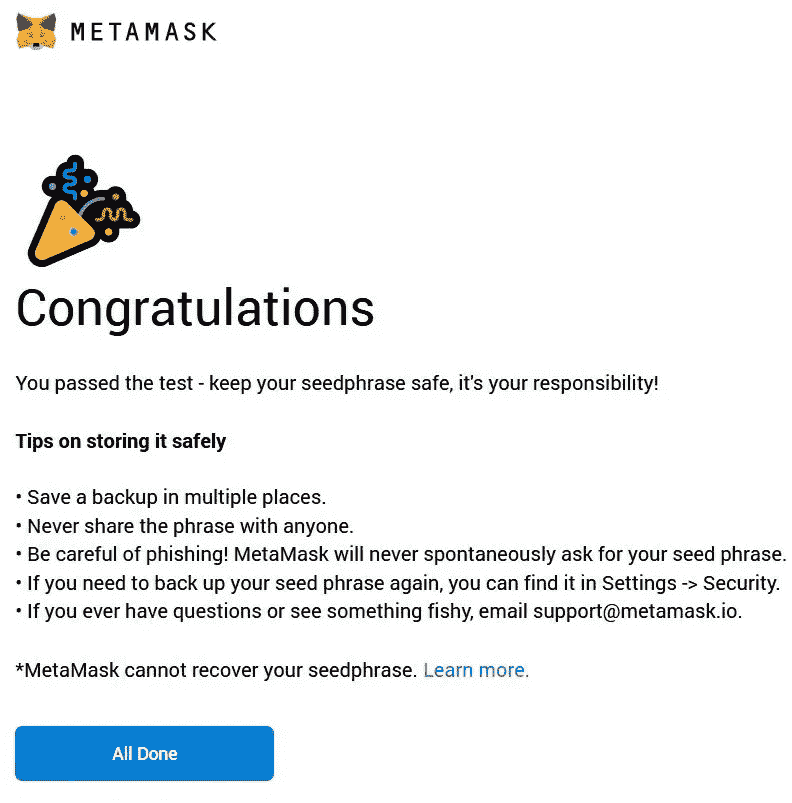 METAMASK
Congratulations
You passed the test - keep your seedphrase safe, it's your responsibility!
Tips on storing it safely
• Save a backup in multiple places.
• Never share the phrase with anyone.
• Be careful of phishing! MetaMask will never spontaneously ask for your seed phrase.
• If you need to back up your seed phrase again, you can find it in Settings -> Security.
• If you ever have questions or see something fishy, email support@metamask.io.
*MetaMask cannot recover your seedphrase. Learn more.
All Done